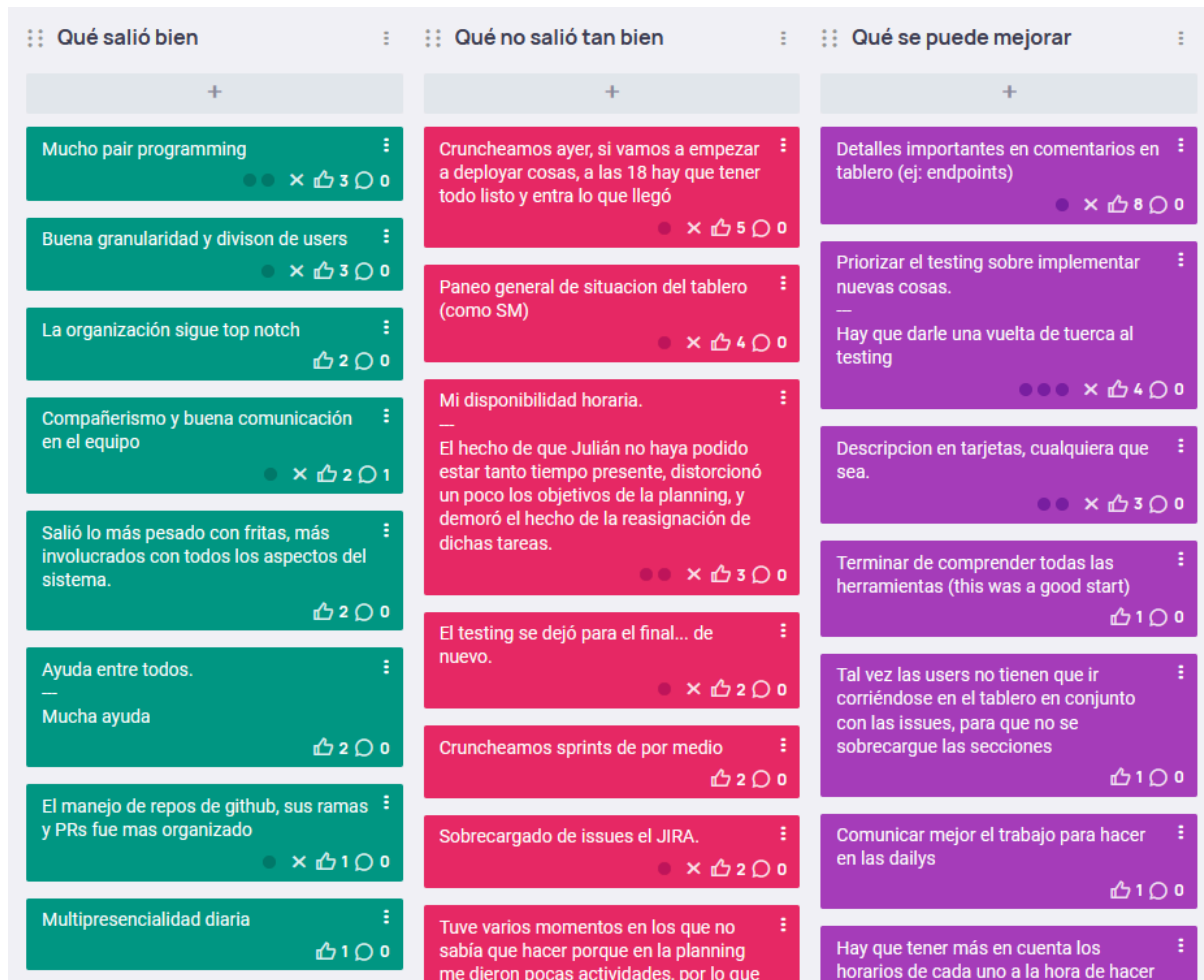 Qué salió bien
+
Mucho pair programming
3 0
Buena granularidad y divison de users
3 0
La organización sigue top notch
2 0
Compañerismo y buena comunicación
en el equipo
2 1
Salió lo más pesado con fritas, más
involucrados con todos los aspectos del
sistema.
2 0
Ayuda entre todos.
—
Mucha ayuda
2 0
El manejo de repos de github, sus ramas
y PRs fue mas organizado
1 0
Multipresencialidad diaria
1 0
Qué no salió tan bien
+
Cruncheamos ayer, si vamos a empezar
a deployar cosas, a las 18 hay que tener
todo listo y entra lo que llegó
5 0
Paneo general de situacion del tablero
(como SM)
4 0
Mi disponibilidad horaria.
—
El hecho de que Julián no haya podido
estar tanto tiempo presente, distorcionó
un poco los objetivos de la planning, y
demoró el hecho de la reasignación de
dichas tareas.
3 0
El testing se dejó para el final... de
nuevo.
2 0
Cruncheamos sprints de por medio
2 0
Sobrecargado de issues el JIRA.
2 0
Tuve varios momentos en los que no
sabía que hacer porque en la planning
me dieron pocas actividades, por lo que
Qué se puede mejorar
+
Detalles importantes en comentarios en
tablero (ej: endpoints)
8 0
Priorizar el testing sobre implementar
nuevas cosas.
—
Hay que darle una vuelta de tuerca al
testing
4 0
Descripcion en tarjetas, cualquiera que
sea.
3 0
Terminar de comprender todas las
herramientas (this was a good start)
1 0
Tal vez las users no tienen que ir
corriéndose en el tablero en conjunto
con las issues, para que no se
sobrecargue las secciones
1 0
Comunicar mejor el trabajo para hacer
en las dailys
1 0
Hay que tener más en cuenta los
horarios de cada uno a la hora de hacer